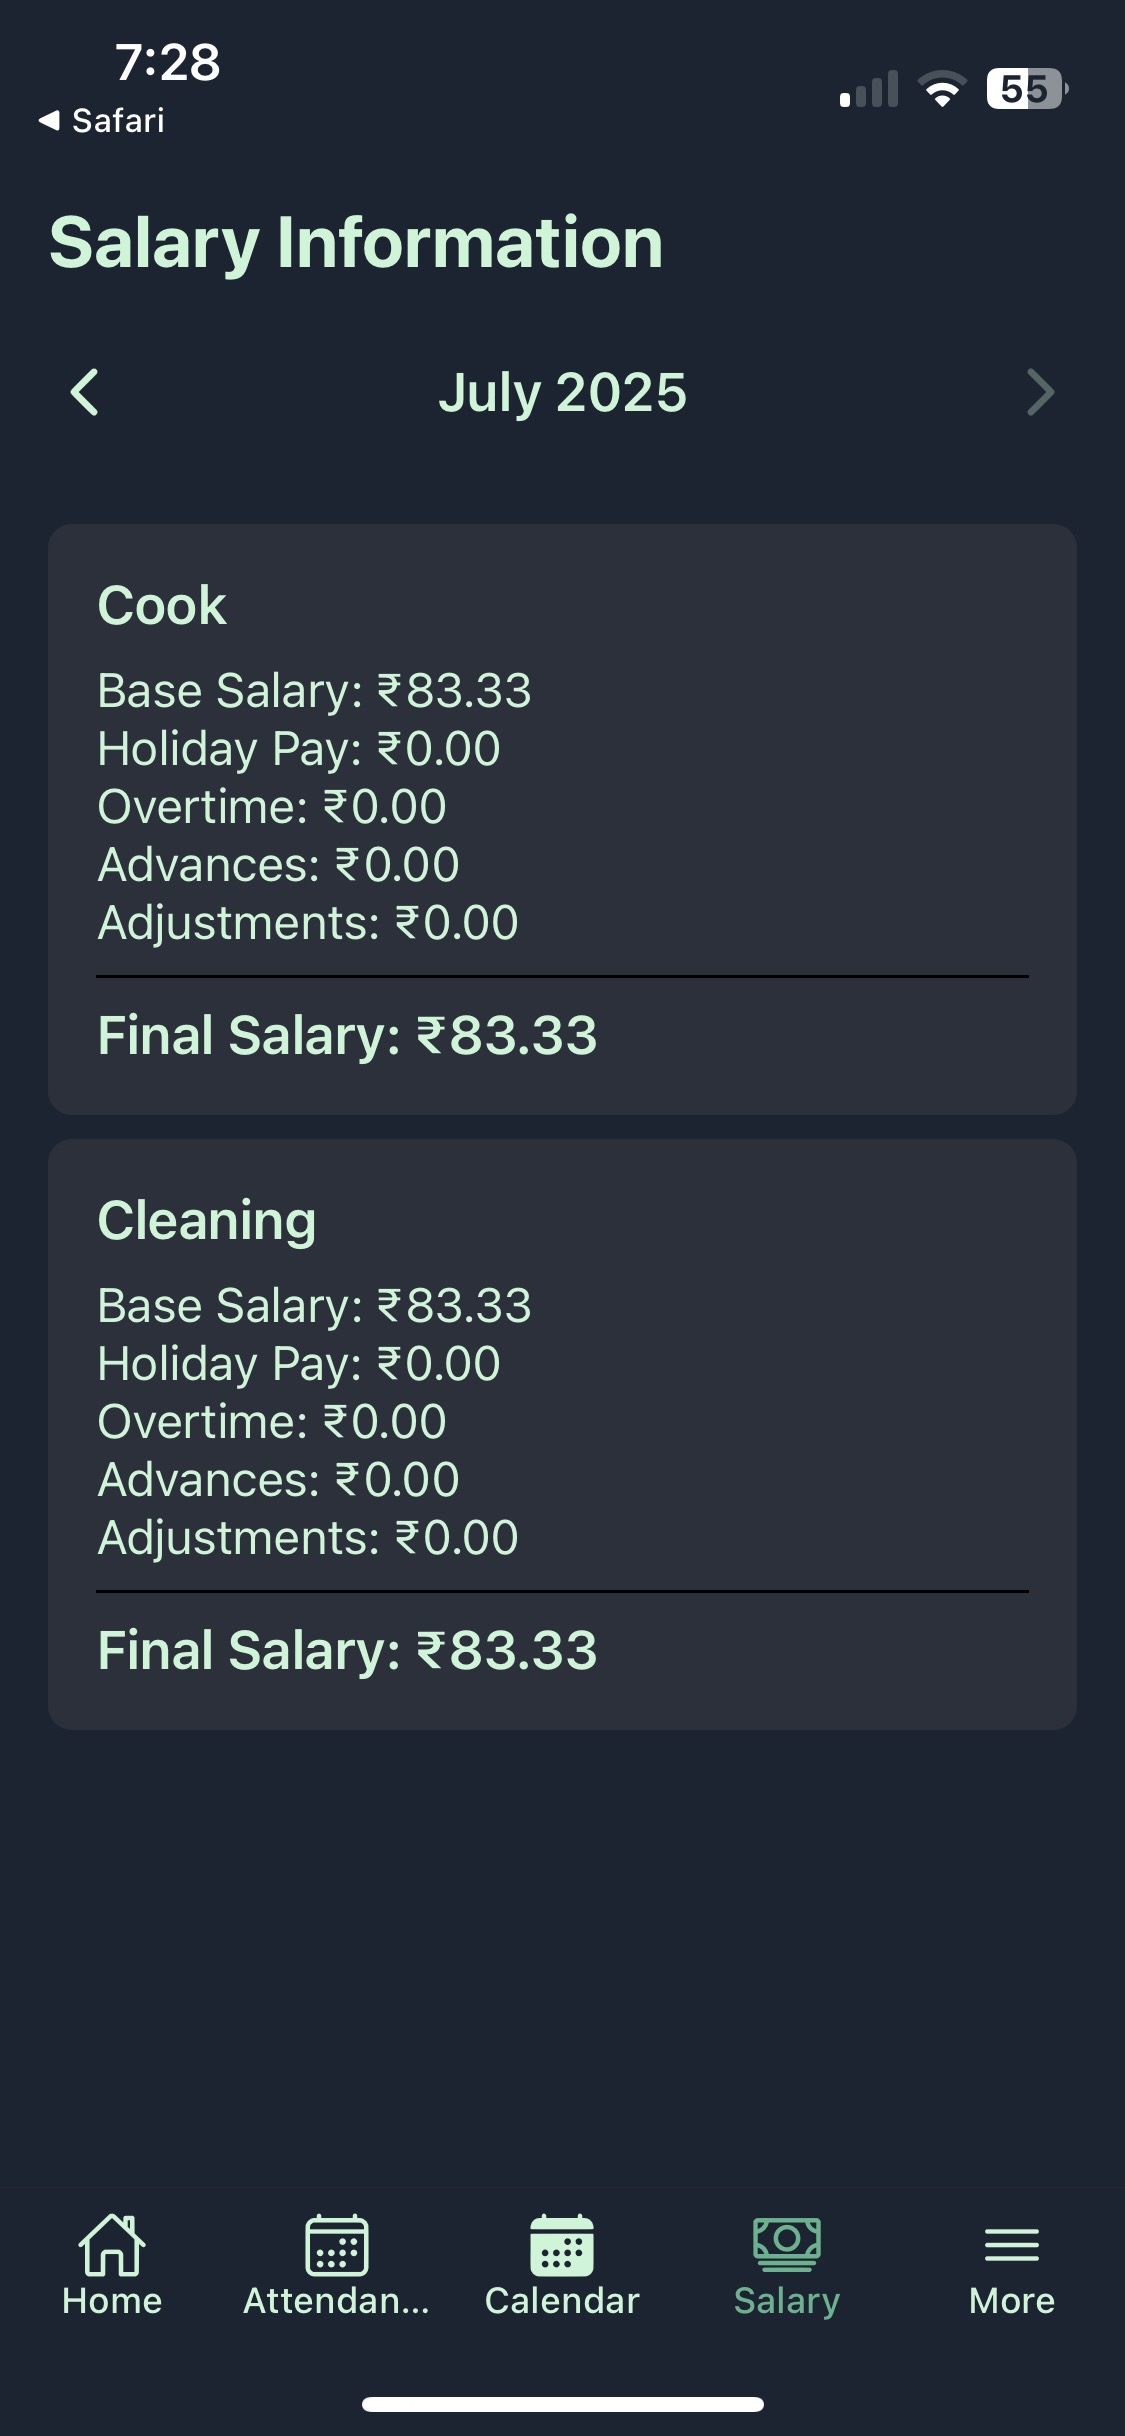 7:28
◀ Safari
55
Salary Information
July 2025
Cook
Base Salary: ₹83.33
Holiday Pay: ₹0.00
Overtime: ₹0.00
Advances: ₹0.00
Adjustments: ₹0.00
Final Salary: ₹83.33
Cleaning
Base Salary: ₹83.33
Holiday Pay: ₹0.00
Overtime: ₹0.00
Advances: ₹0.00
Adjustments: ₹0.00
Final Salary: ₹83.33
Home Attendan... Calendar Salary More